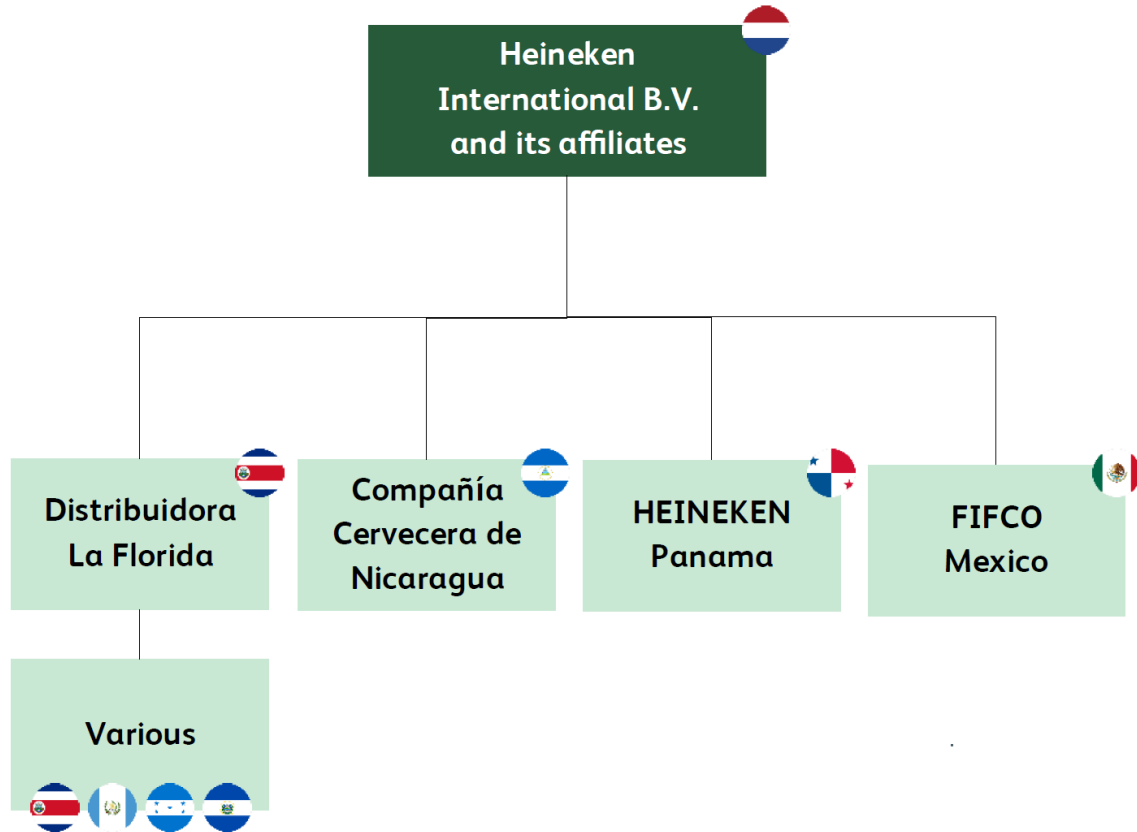 Heineken
International B.V.
and its affiliates
Distribuidora
La Florida
Compañía
Cervecera de
Nicaragua
HEINEKEN
Panama
FIFCO
Mexico
Various